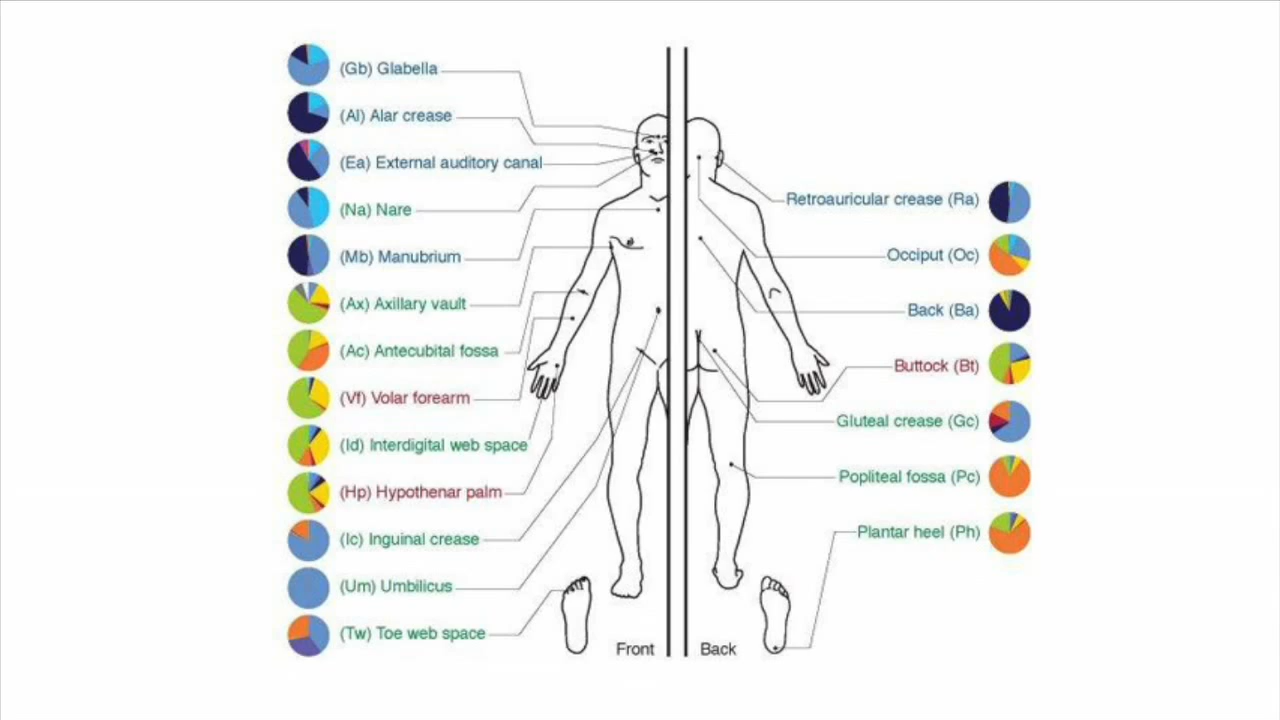 (Gb) Glabella
(Al) Alar crease
(Ea) External auditory canal
(Na) Nare
(Mb) Manubrium
(Ax) Axillary vault
(Ac) Antecubital fossa
(Vf) Volar forearm
(Id) Interdigital web space
(Hp) Hypothenar palm
(Ic) Inguinal crease
(Um) Umbilicus
(Tw) Toe web space
Front
Back
Retroauricular crease (Ra)
Occiput (Oc)
Back (Ba)
Buttock (Bt)
Gluteal crease (Gc)
Popliteal fossa (Pc)
Plantar heel (Ph)